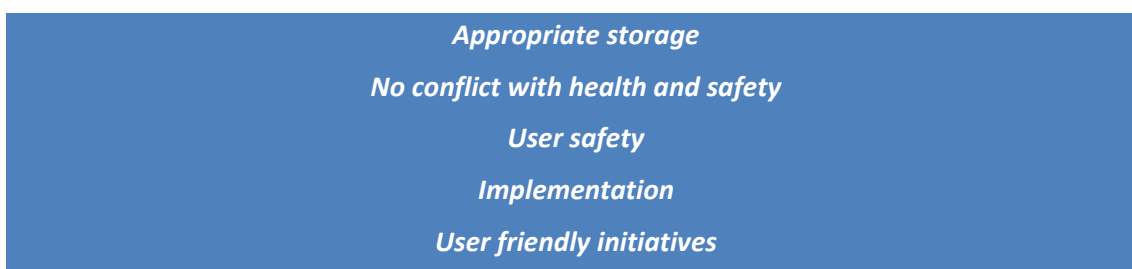 Appropriate storage
No conflict with health and safety
User safety
Implementation
User friendly initiatives